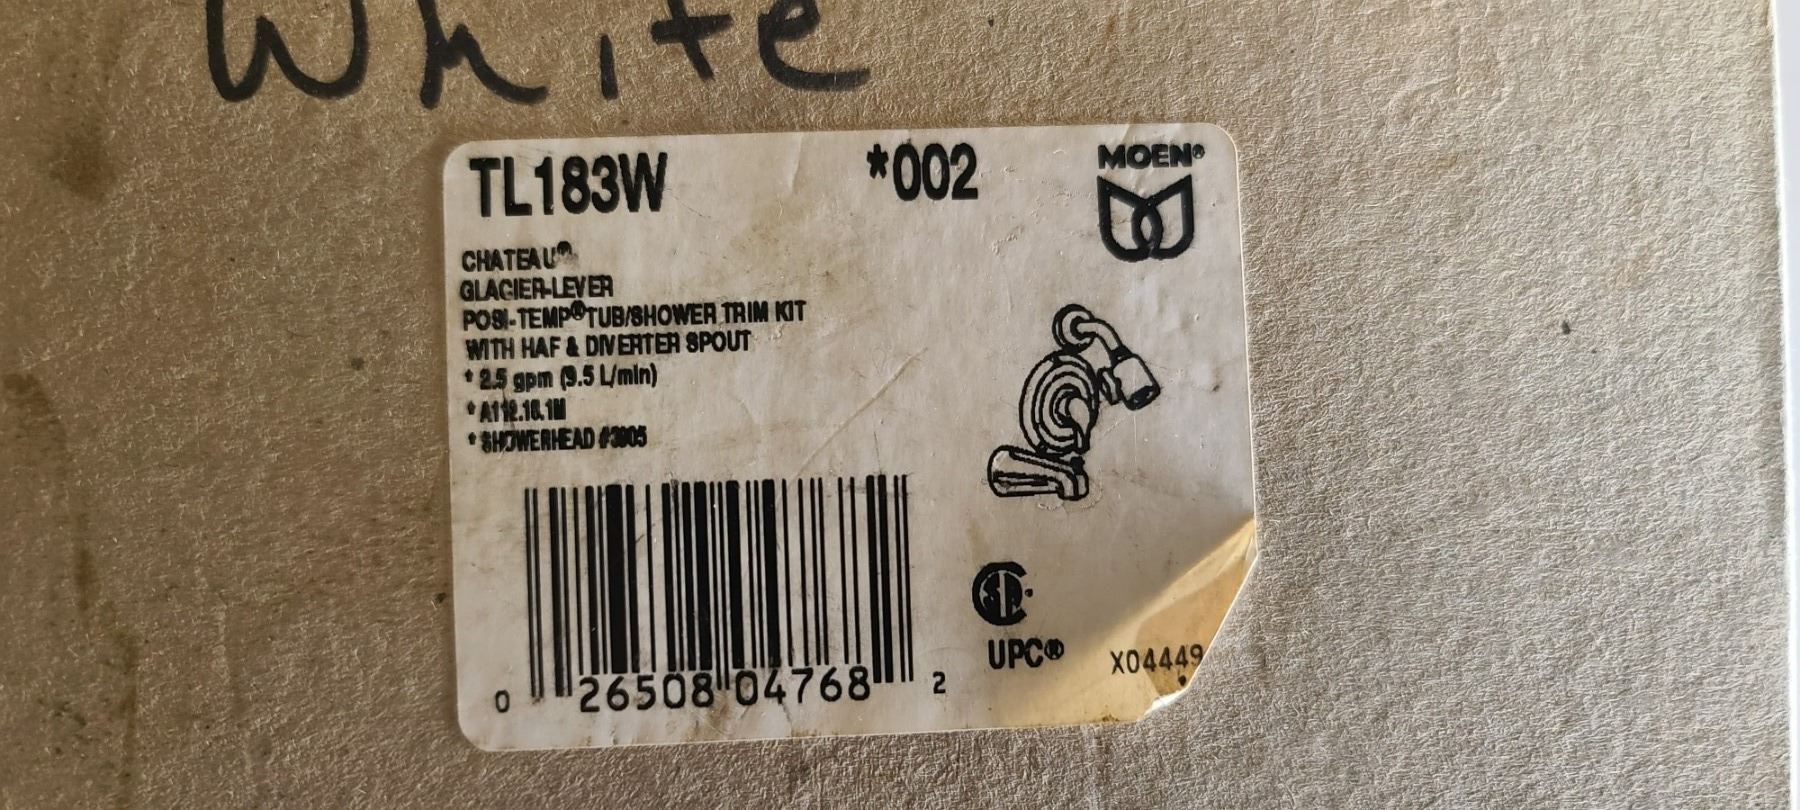 White
TL183W *002 MOEN®
CHATEAU®
GLACIER-LEVER
POSI-TEMP® TUB/SHOWER TRIM KIT
WITH HAF & DIVERTER SPOUT
* 2.5 gpm (9.5 L/min)
* A112.18.1M
* SHOWERHEAD #3905
UPC® X04449
0 26508 04768 2